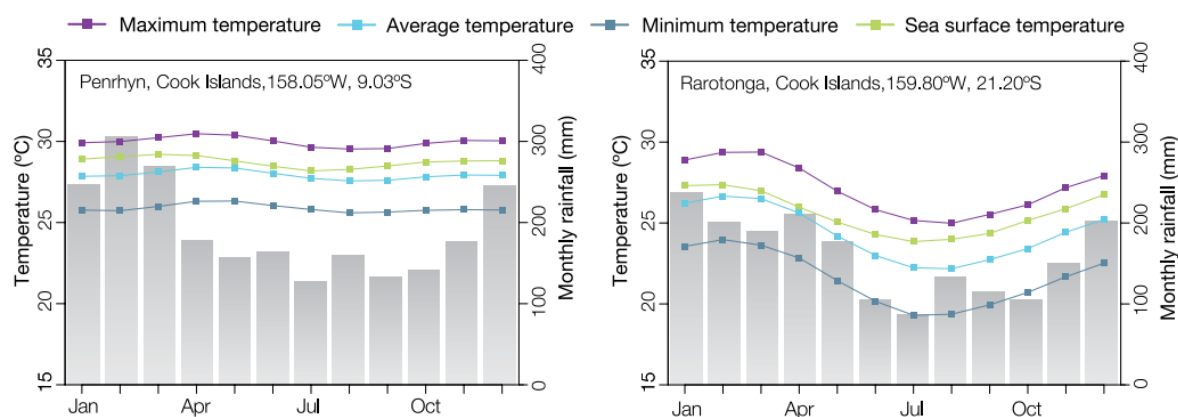 Maximum temperature Average temperature Minimum temperature Sea surface temperature
Penrhyn, Cook Islands,158.05ºW, 9.03ºS
Temperature (ºC)
35
30
25
20
15
Monthly rainfall (mm)
400
300
200
100
0
Jan Apr Jul Oct
Rarotonga, Cook Islands,159.80ºW, 21.20ºS
Temperature (ºC)
35
30
25
20
15
Monthly rainfall (mm)
400
300
200
100
0
Jan Apr Jul Oct